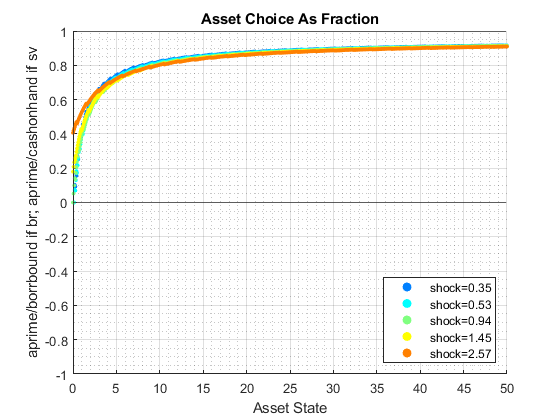 Asset Choice As Fraction
aprime/borrbound if br; aprime/cashonhand if sv
1
0.8
0.6
0.4
0.2
0
-0.2
-0.4
-0.6
-0.8
-1
0
5
10
15
20
25
30
35
40
45
50
Asset State
shock=0.35
shock=0.53
shock=0.94
shock=1.45
shock=2.57